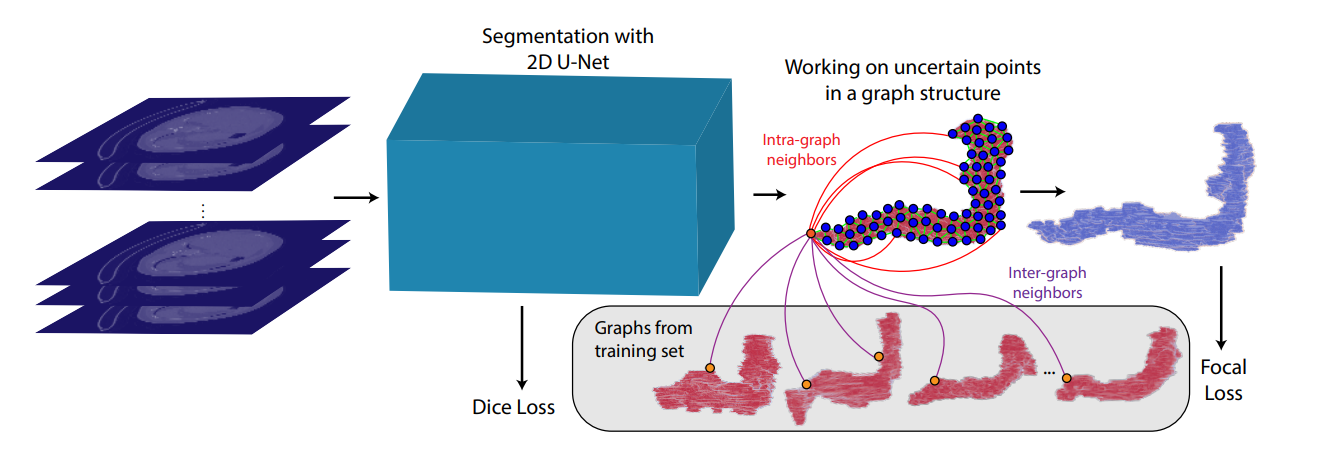 Segmentation with
2D U-Net
Working on uncertain points
in a graph structure
Intra-graph
neighbors
Inter-graph
neighbors
Graphs from
training set
...
Dice Loss
Focal
Loss